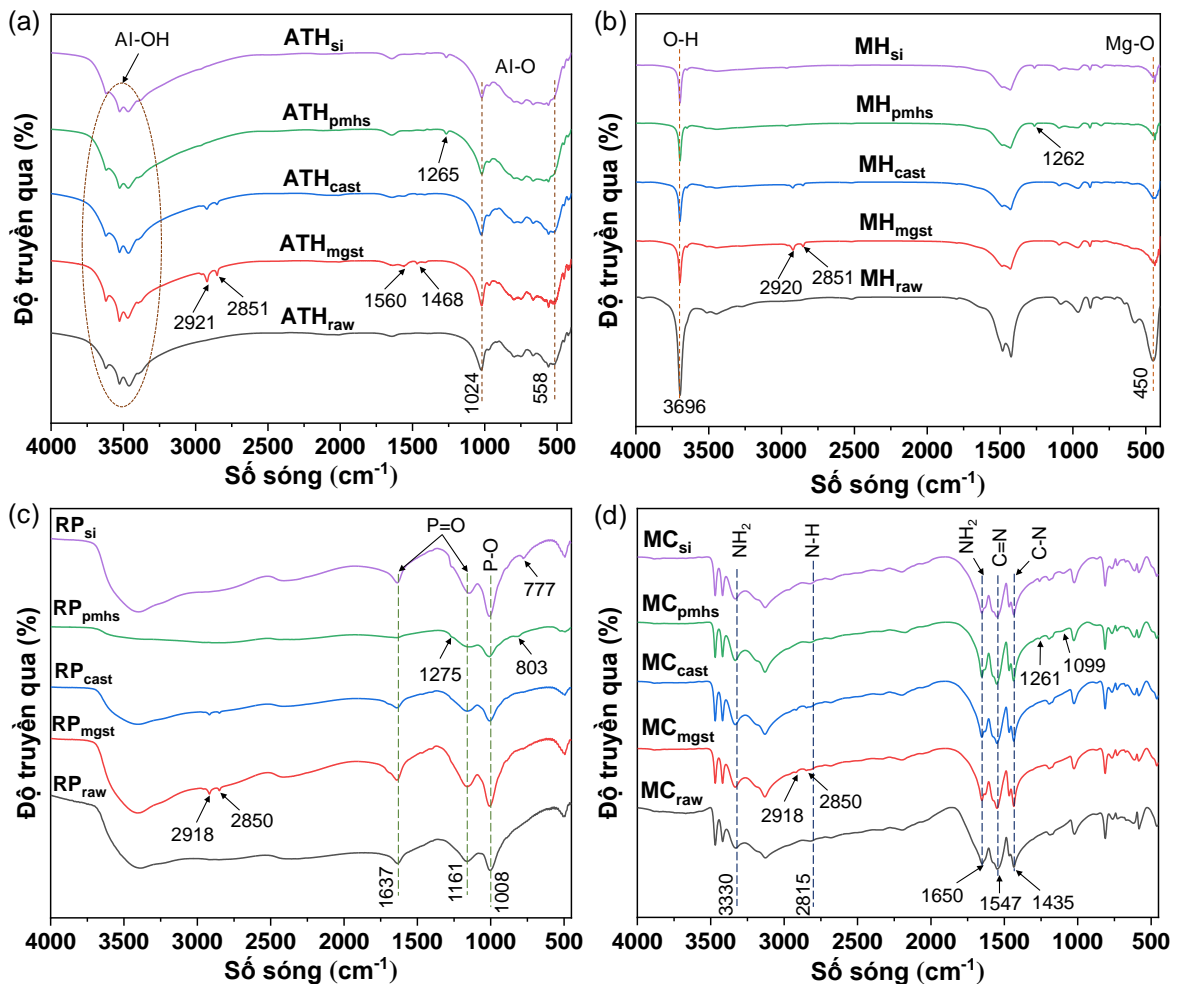 (a)
Al-OH
ATHsi
Al-O
ATHpmhs
1265
ATHcast
ATHmgst
2921
2851
1560
1468
ATHraw
1024
558
Độ truyền qua (%)
4000 3500 3000 2500 2000 1500 1000 500
Số sóng (cm-1)
(b)
O-H
MHsi
Mg-O
MHpmhs
1262
MHcast
MHmgst
2920
2851
MHraw
3696
450
Độ truyền qua (%)
4000 3500 3000 2500 2000 1500 1000 500
Số sóng (cm-1)
(c)
RPsi
P=O
P-O
777
RPpmhs
1275
803
RPcast
RPmgst
2918
2850
RPraw
1637
1161
1008
Độ truyền qua (%)
4000 3500 3000 2500 2000 1500 1000 500
Số sóng (cm-1)
(d)
MCsi
NH2
N-H
NH2
C=N
C-N
MCpmhs
1261
1099
MCcast
MCmgst
2918
2850
MCraw
3330
2815
1650
1547
1435
Độ truyền qua (%)
4000 3500 3000 2500 2000 1500 1000 500
Số sóng (cm-1)